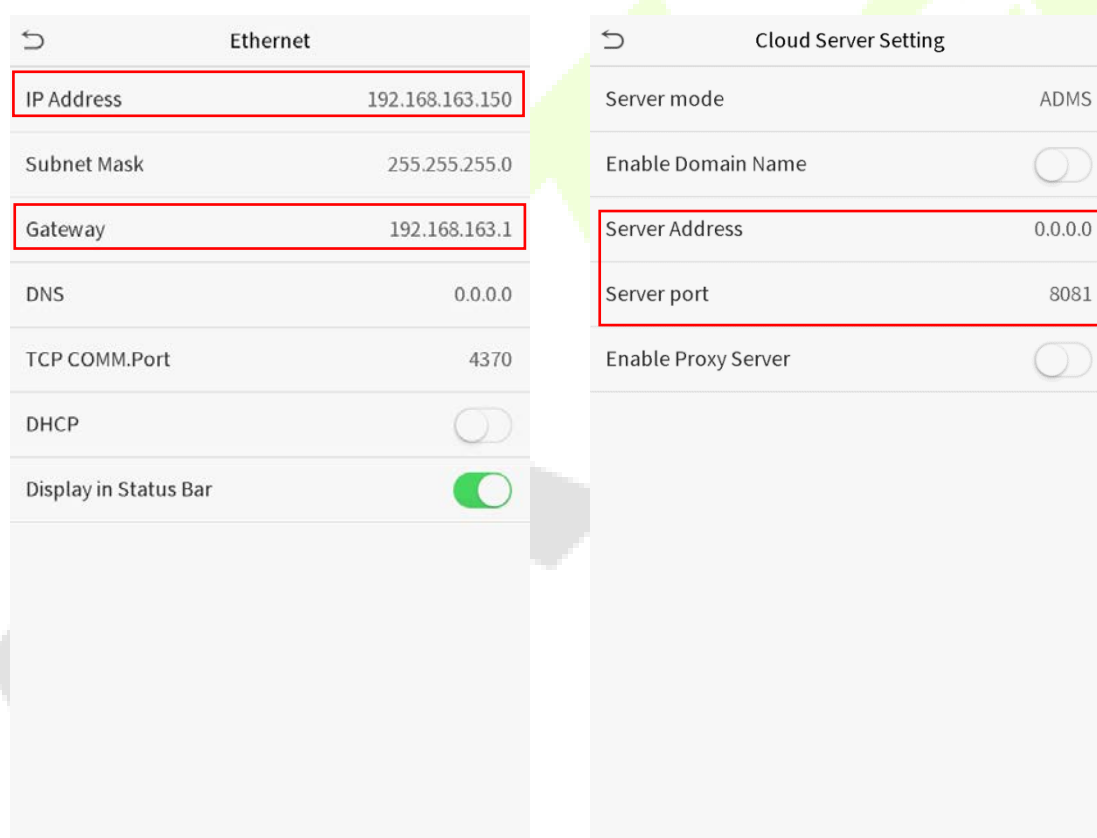 Ethernet
IP Address 192.168.163.150
Subnet Mask 255.255.255.0
Gateway 192.168.163.1
DNS 0.0.0.0
TCP COMM.Port 4370
DHCP
Display in Status Bar
Cloud Server Setting
Server mode ADMS
Enable Domain Name
Server Address 0.0.0.0
Server port 8081
Enable Proxy Server